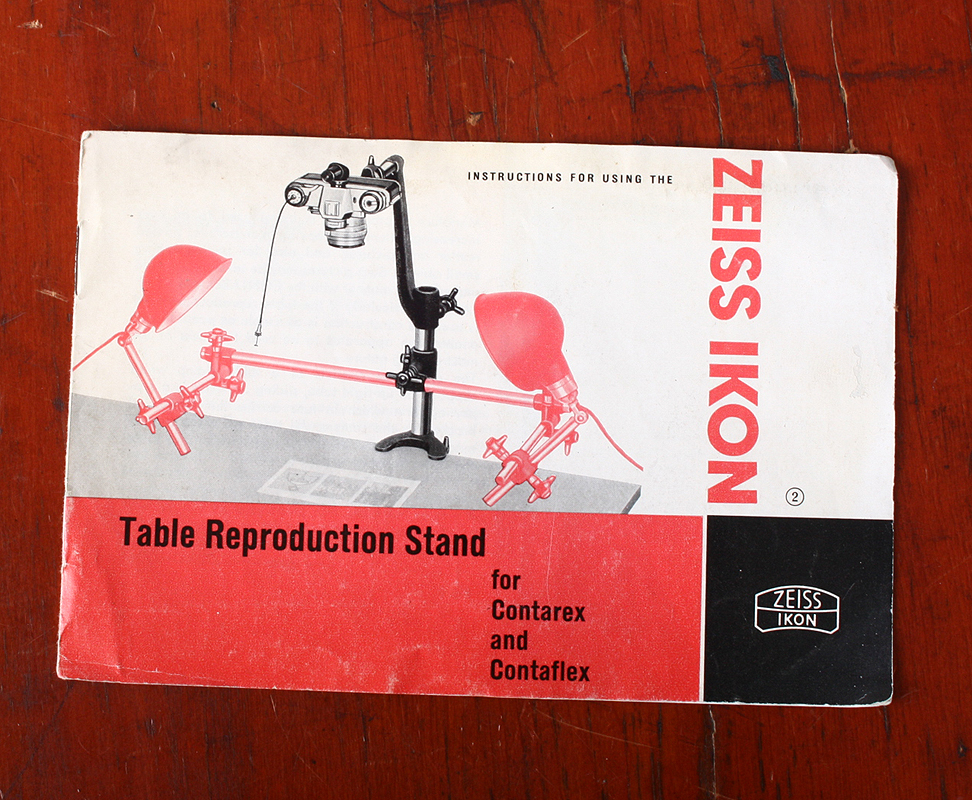 INSTRUCTIONS FOR USING THE
ZEISS IKON
2
Table Reproduction Stand
for
Contarex
and
Contaflex
ZEISS
IKON